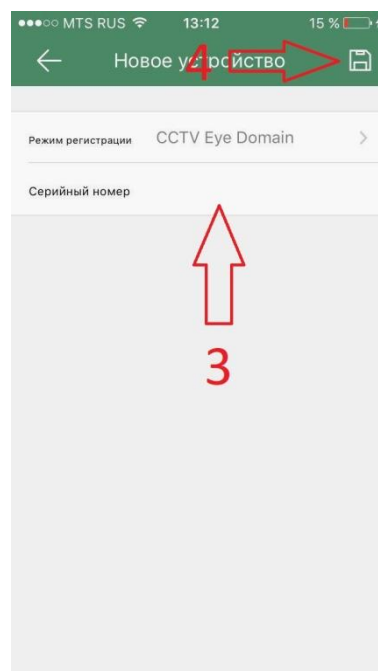 ●●●○○ MTS RUS 13:12 15 %
Новое устройство
4
Режим регистрации CCTV Eye Domain
Серийный номер
3